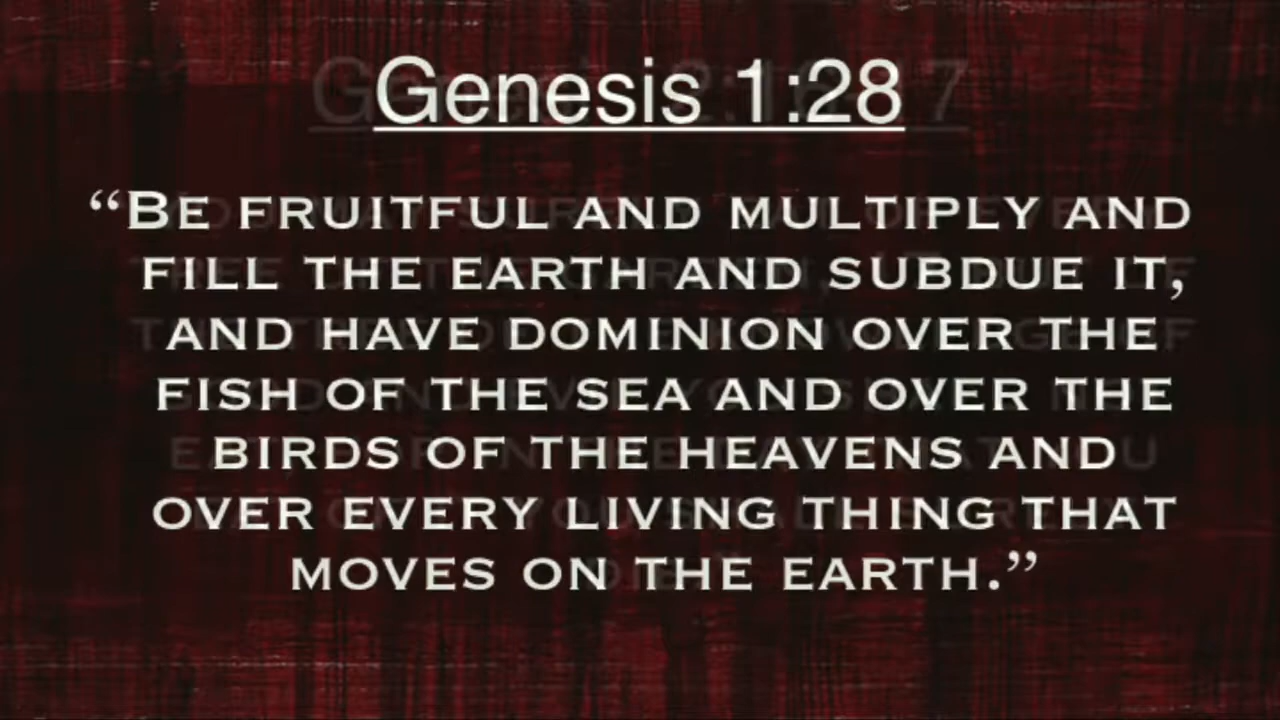 Genesis 1:28
“Be fruitful and multiply and
fill the earth and subdue it,
and have dominion over the
fish of the sea and over the
birds of the heavens and
over every living thing that
moves on the earth.”